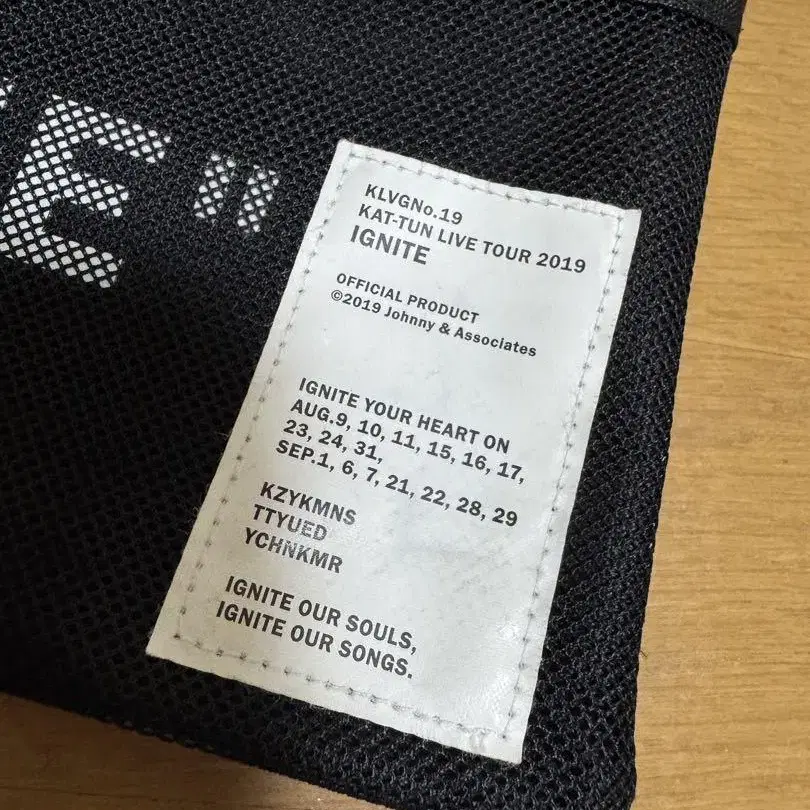 E"
KLVGNo.19
KAT-TUN LIVE TOUR 2019
IGNITE
OFFICIAL PRODUCT
©2019 Johnny & Associates
IGNITE YOUR HEART ON
AUG.9, 10, 11, 15, 16, 17,
23, 24, 31,
SEP.1, 6, 7, 21, 22, 28, 29
KZYKMNS
TTYUED
YCHNKMR
IGNITE OUR SOULS,
IGNITE OUR SONGS.